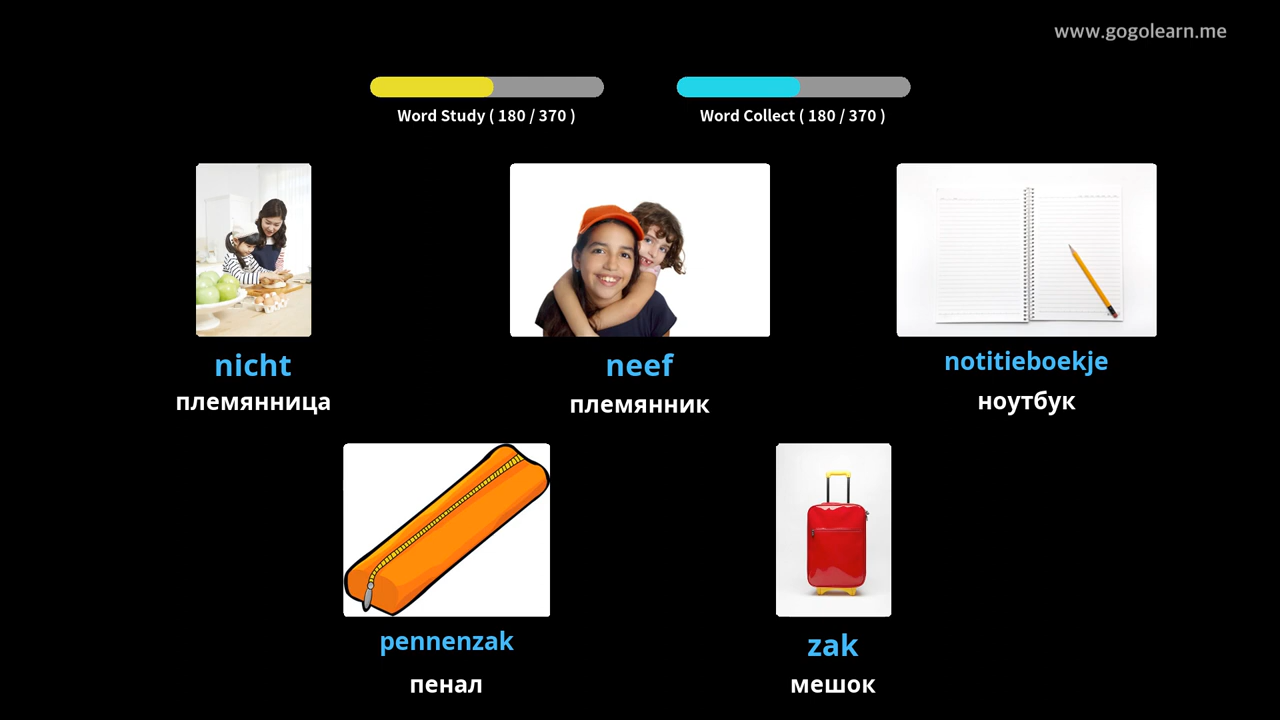 www.gogolearn.me
Word Study ( 180 / 370 )
Word Collect ( 180 / 370 )
nicht
племянница
neef
племянник
notitieboekje
ноутбук
pennenzak
пенал
zak
мешок